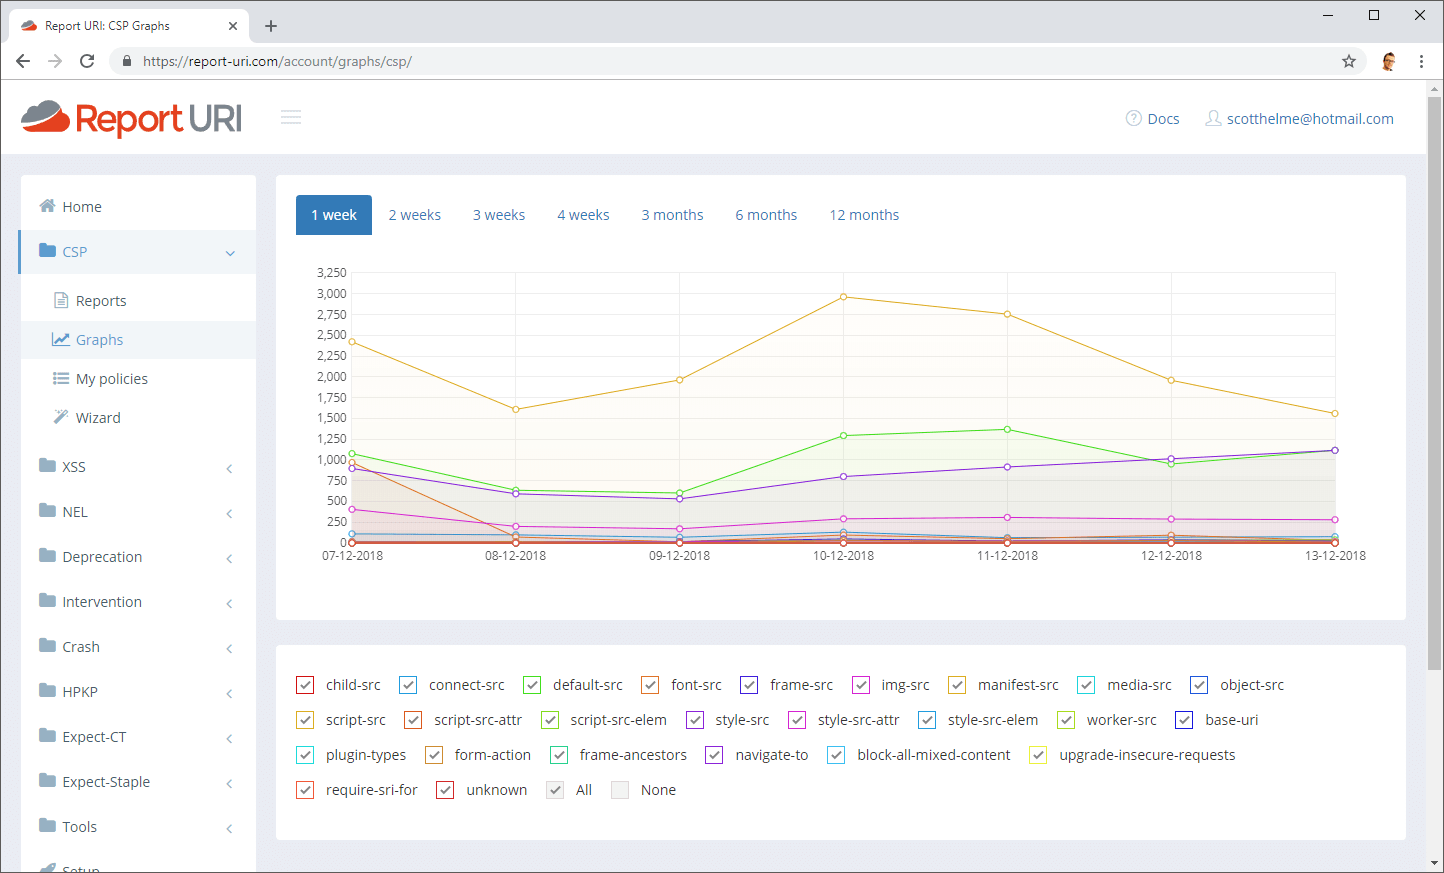 Report URI: CSP Graphs
https://report-uri.com/account/graphs/csp/
Report URI
Docs
scotthelme@hotmail.com
Home
CSP
Reports
Graphs
My policies
Wizard
XSS
NEL
Deprecation
Intervention
Crash
HPKP
Expect-CT
Expect-Staple
Tools
Setup
1 week 2 weeks 3 weeks 4 weeks 3 months 6 months 12 months
3,250
3,000
2,750
2,500
2,250
2,000
1,750
1,500
1,250
1,000
750
500
250
0
07-12-2018 08-12-2018 09-12-2018 10-12-2018 11-12-2018 12-12-2018 13-12-2018
child-src connect-src default-src font-src frame-src img-src manifest-src media-src object-src
script-src script-src-attr script-src-elem style-src style-src-attr style-src-elem worker-src base-uri
plugin-types form-action frame-ancestors navigate-to block-all-mixed-content upgrade-insecure-requests
require-sri-for unknown All None